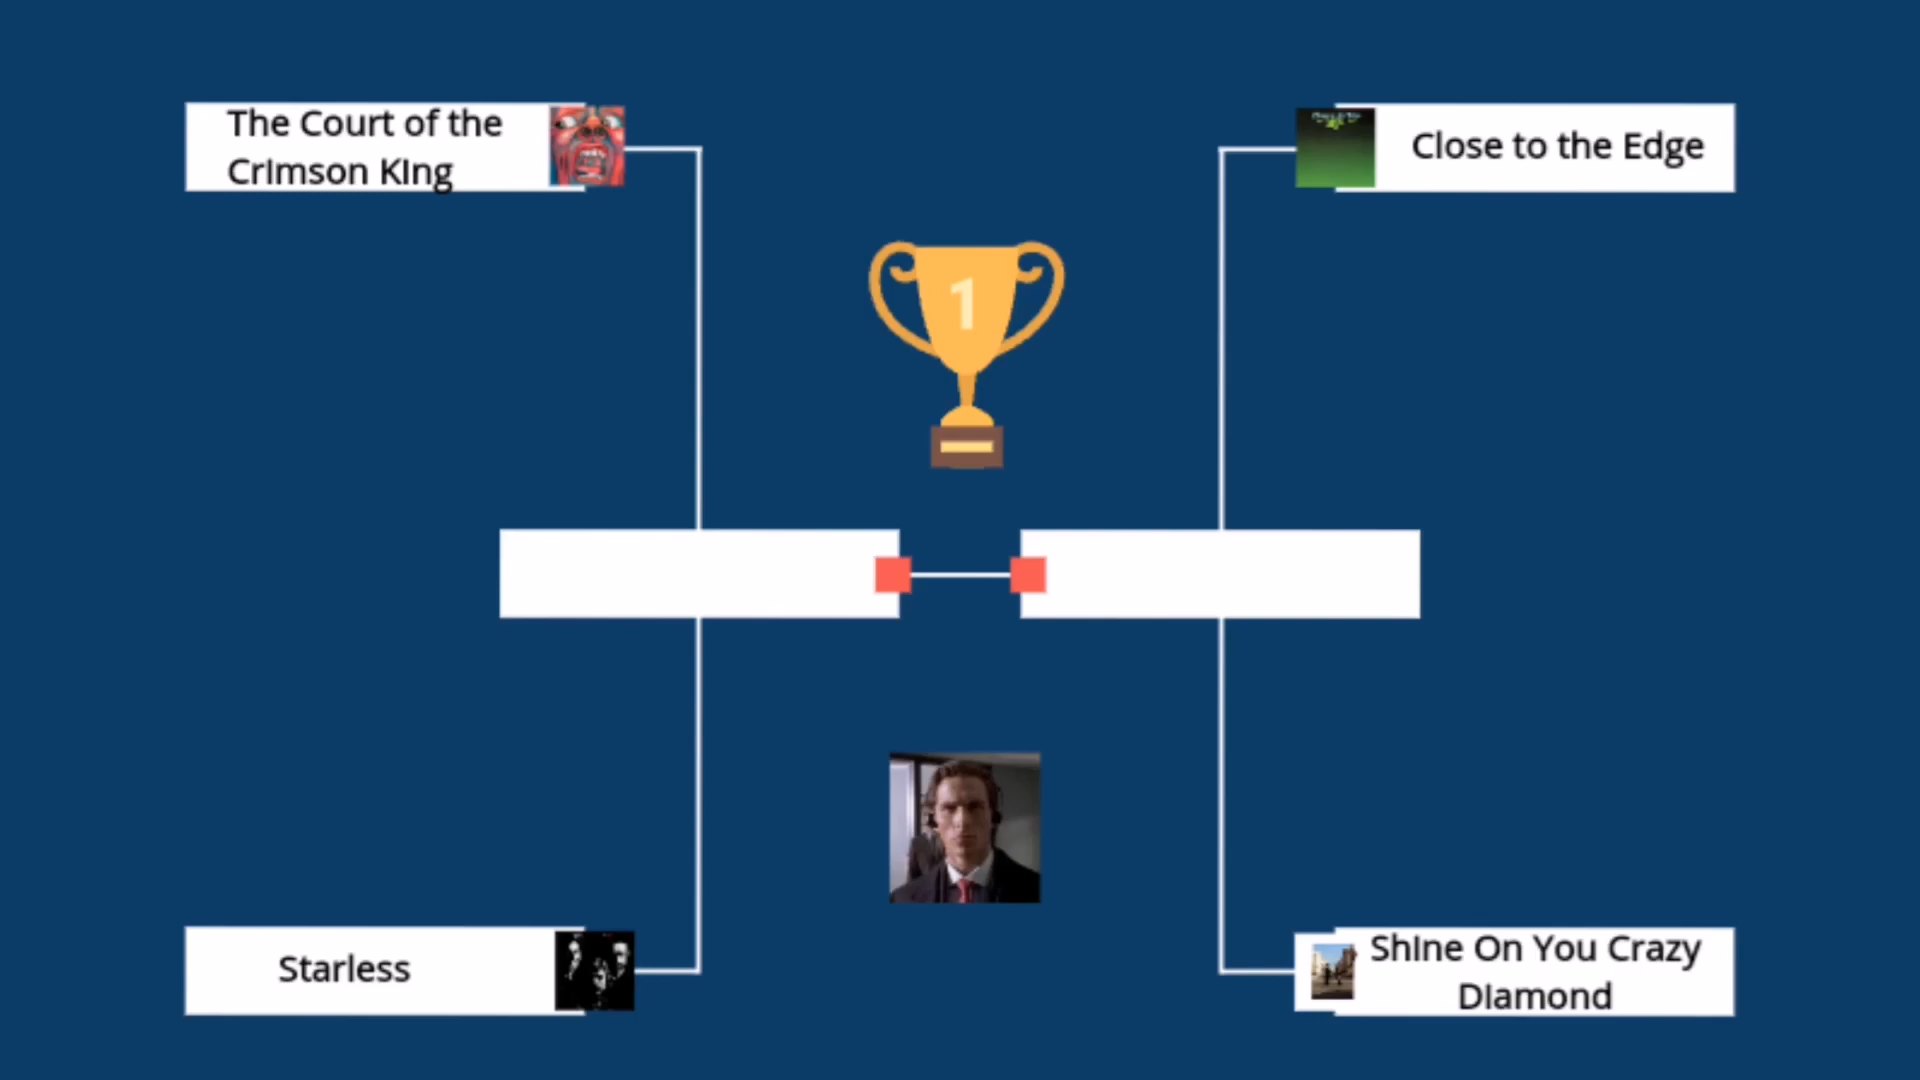 The Court of the
Crimson King
Close to the Edge
1
Starless
Shine On You Crazy
Diamond